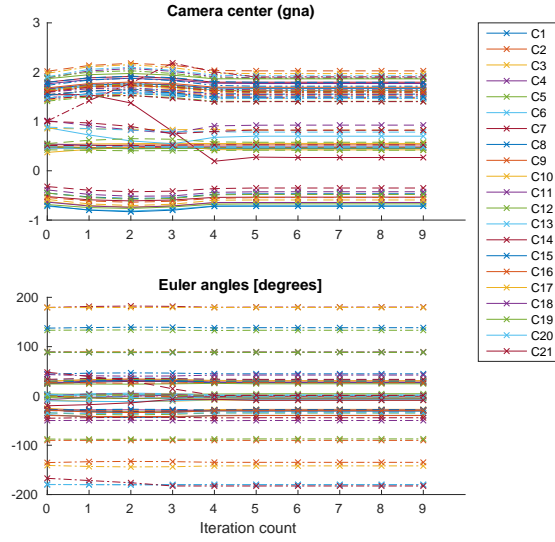 Camera center (gna)
3
2
1
0
-1
0 1 2 3 4 5 6 7 8 9
Euler angles [degrees]
200
100
0
-100
-200
0 1 2 3 4 5 6 7 8 9
Iteration count
C1
C2
C3
C4
C5
C6
C7
C8
C9
C10
C11
C12
C13
C14
C15
C16
C17
C18
C19
C20
C21